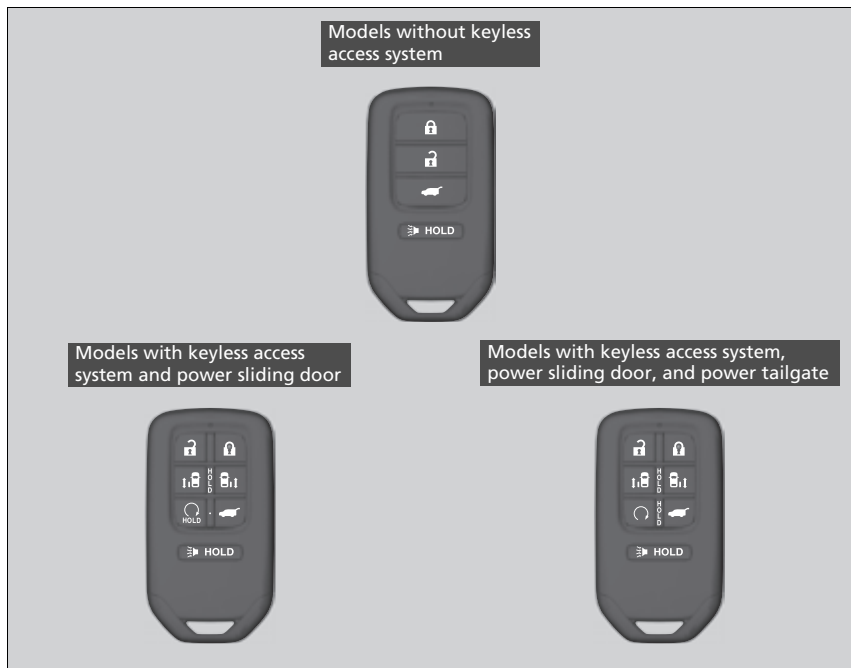 Models without keyless
access system
HOLD
Models with keyless access
system and power sliding door
HOLD
HOLD
HOLD
Models with keyless access system,
power sliding door, and power tailgate
HOLD
HOLD
HOLD